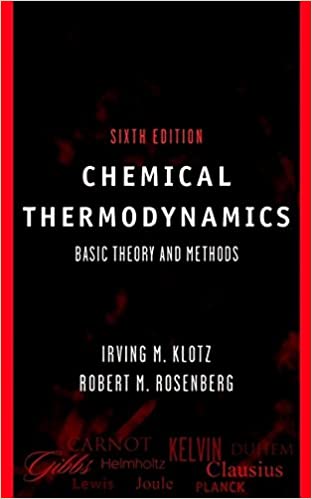 SIXTH EDITION
CHEMICAL
THERMODYNAMICS
BASIC THEORY AND METHODS
IRVING M. KLOTZ
ROBERT M. ROSENBERG
CARNOT KELVIN DUHEM
Gibbs Helmholtz Clausius
Lewis Joule PLANCK